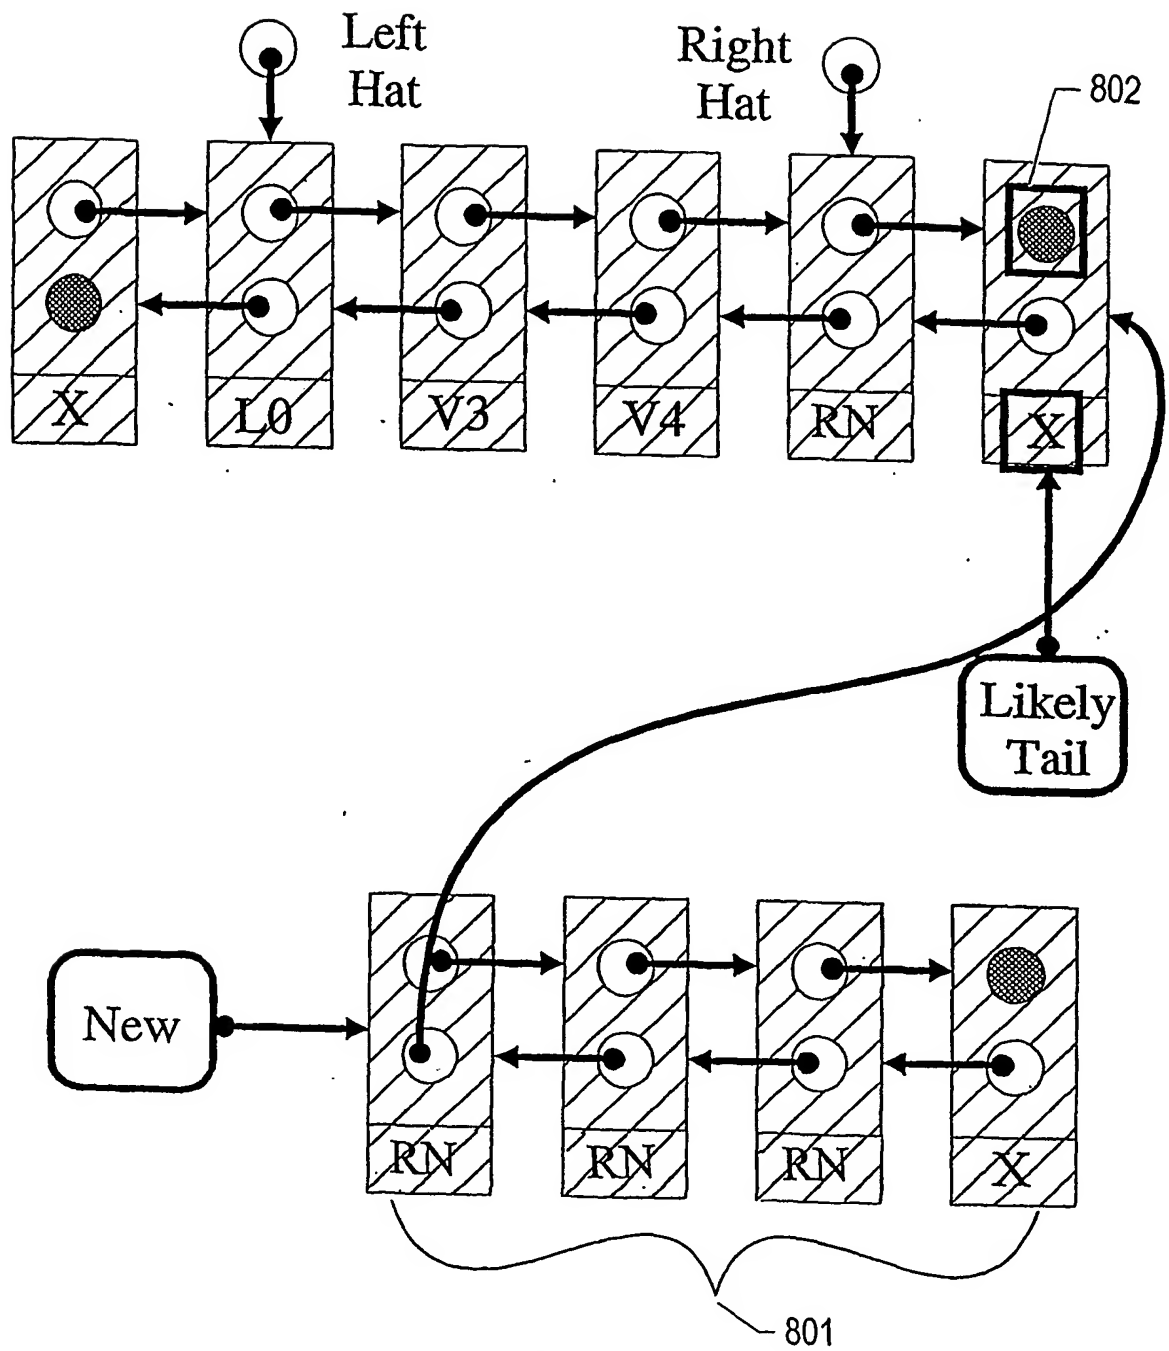 Left
Hat
Right
Hat
802
X
L0
V3
V4
RN
X
Likely
Tail
New
RN
RN
RN
X
801